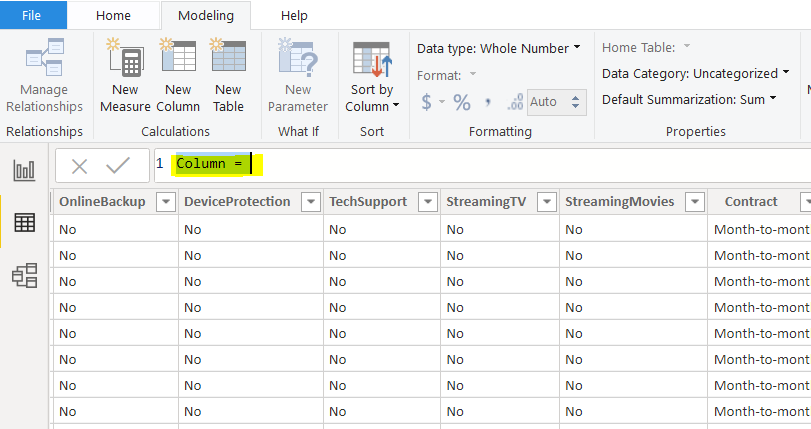 File Home Modeling Help
Manage Relationships
New Measure
New Column
New Table
New Parameter
Sort by Column
Data type: Whole Number
Format:
$ % , .00 Auto
Home Table:
Data Category: Uncategorized
Default Summarization: Sum
Relationships Calculations What If Sort Formatting Properties
1 Column =
OnlineBackup DeviceProtection TechSupport StreamingTV StreamingMovies Contract
No No No No No Month-to-mont
No No No No No Month-to-mont
No No No No No Month-to-mont
No No No No No Month-to-mont
No No No No No Month-to-mont
No No No No No Month-to-mont
No No No No No Month-to-mont
No No No No No Month-to-mont